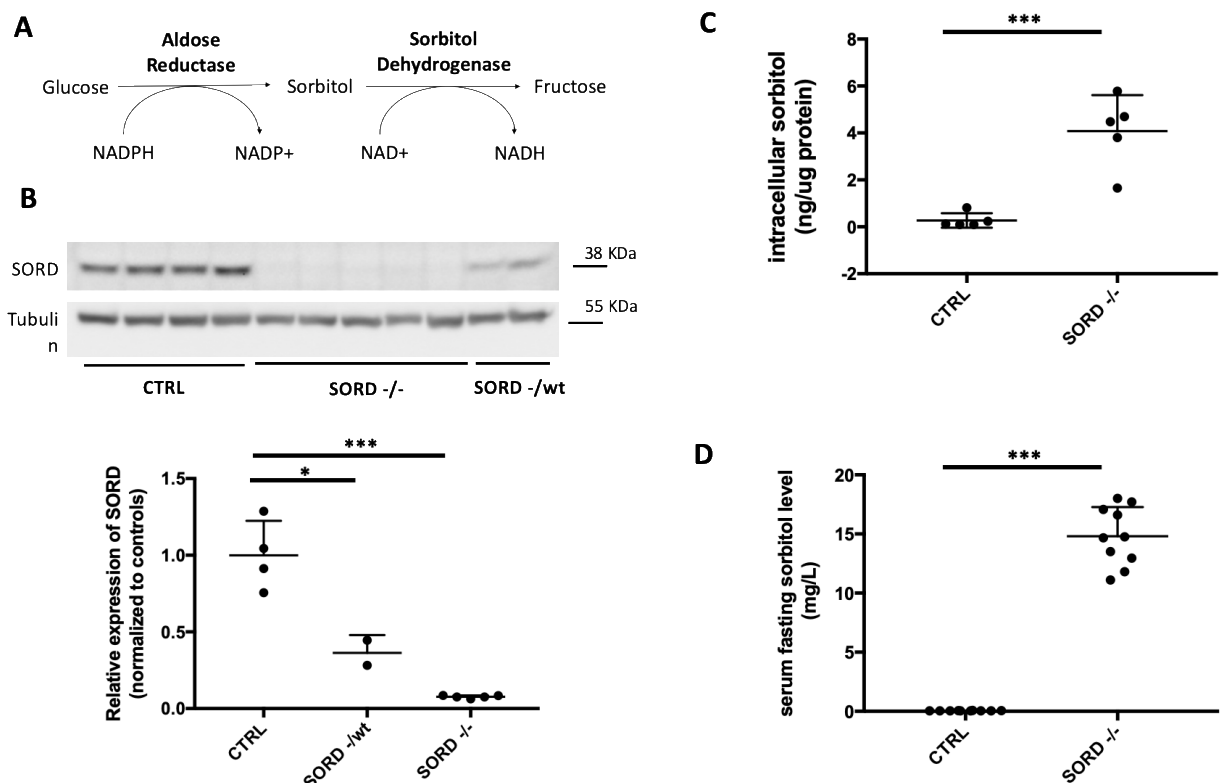 A
Aldose
Reductase
Sorbitol
Dehydrogenase
Glucose
Sorbitol
Fructose
NADPH
NADP+
NAD+
NADH
B
SORD
38 KDa
Tubuli
n
55 KDa
CTRL
SORD -/-
SORD -/wt
***
*
Relative expression of SORD
(normalized to controls)
1.5
1.0
0.5
0.0
CTRL
SORD -/wt
SORD -/-
C
***
intracellular sorbitol
(ng/ug protein)
8
6
4
2
0
-2
CTRL
SORD -/-
D
***
serum fasting sorbitol level
(mg/L)
20
15
10
5
0
CTRL
SORD -/-